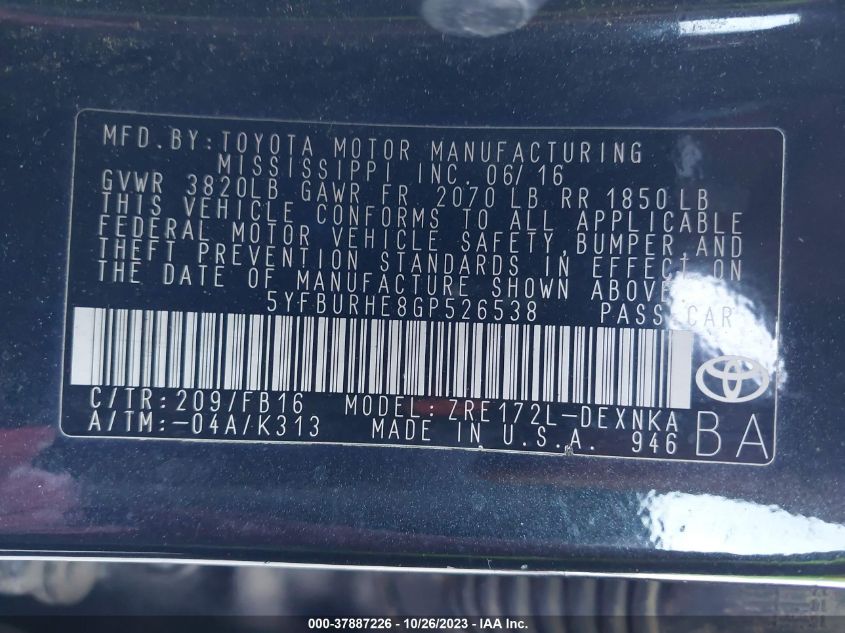 MFD.BY:TOYOTA MOTOR MANUFACTURING
MISSISSIPPI INC. 06/16
GVWR 3820LB GAWR FR 2070 LB RR 1850 LB
THIS VEHICLE CONFORMS TO ALL APPLICABLE
FEDERAL MOTOR VEHICLE SAFETY, BUMPER AND
THEFT PREVENTION STANDARDS IN EFFECT ON
THE DATE OF MANUFACTURE SHOWN ABOVE.
5YFBURHE8GP526538 PASS CAR
C/TR:209/FB16 MODEL:ZRE172L-DEXNKA
A/TM:-04A/K313 MADE IN U.S.A. 946
BA
000-37887226 - 10/26/2023 - © IAA Inc.